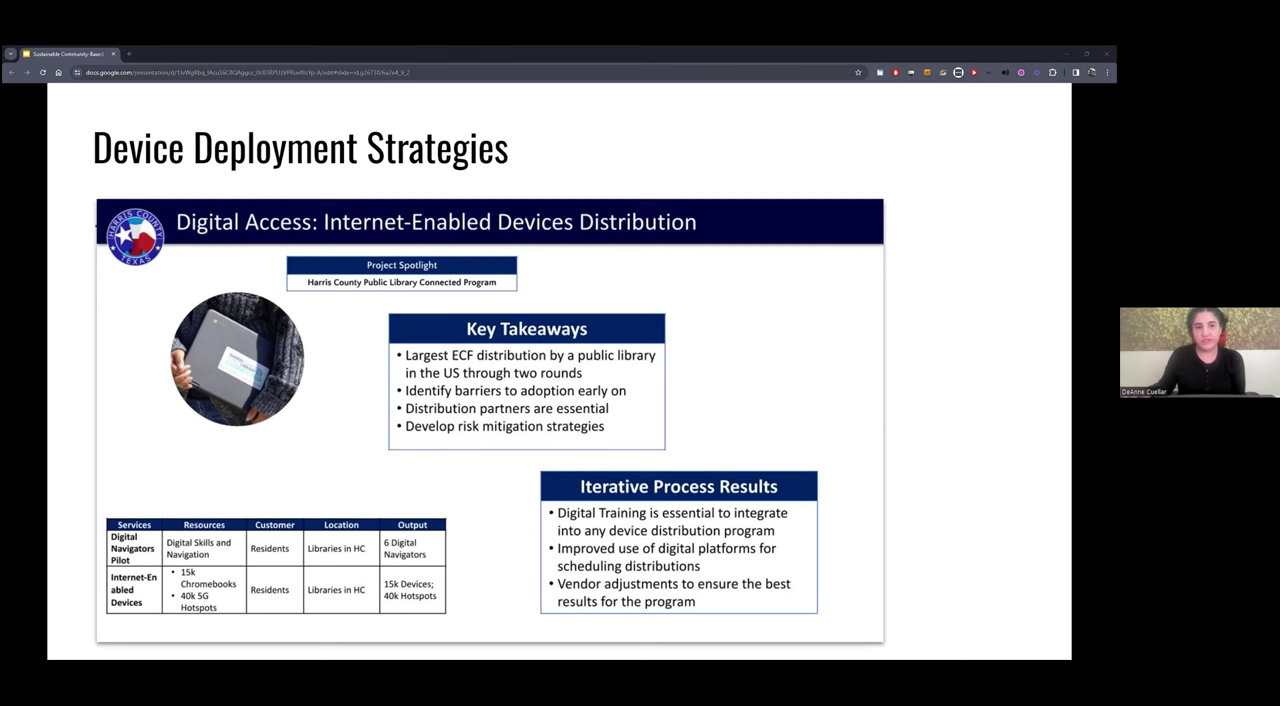 Sustainable Community-Based
Device Deployment Strategies
HARRIS COUNTY
TEXAS
Digital Access: Internet-Enabled Devices Distribution
Project Spotlight
Harris County Public Library Connected Program
Key Takeaways
• Largest ECF distribution by a public library
in the US through two rounds
• Identify barriers to adoption early on
• Distribution partners are essential
• Develop risk mitigation strategies
Iterative Process Results
• Digital Training is essential to integrate
into any device distribution program
• Improved use of digital platforms for
scheduling distributions
• Vendor adjustments to ensure the best
results for the program
Services Resources Customer Location Output
Digital
Navigators
Pilot
Digital Skills and
Navigation
Residents
Libraries in HC
6 Digital
Navigators
Internet-En
abled
Devices
• 15k
Chromebooks
• 40k 5G
Hotspots
Residents
Libraries in HC
15k Devices;
40k Hotspots
DeAnne Cuellar